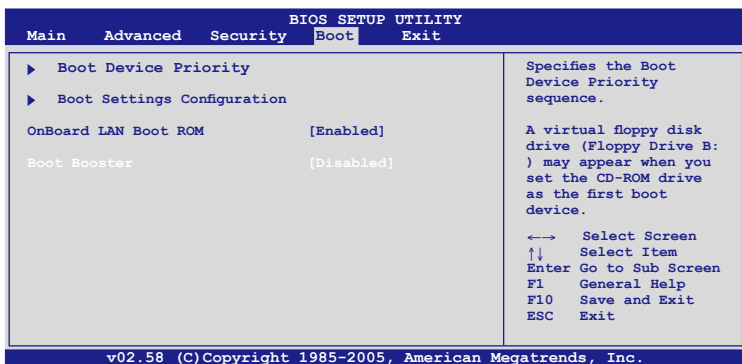 BIOS SETUP UTILITY
Main Advanced Security Boot Exit
Boot Device Priority
Boot Settings Configuration
OnBoard LAN Boot ROM [Enabled]
Boot Booster [Disabled]
Specifies the Boot
Device Priority
sequence.
A virtual floppy disk
drive (Floppy Drive B:
) may appear when you
set the CD-ROM drive
as the first boot
device.
←→ Select Screen
↑↓ Select Item
Enter Go to Sub Screen
F1 General Help
F10 Save and Exit
ESC Exit
v02.58 (C)Copyright 1985-2005, American Megatrends, Inc.